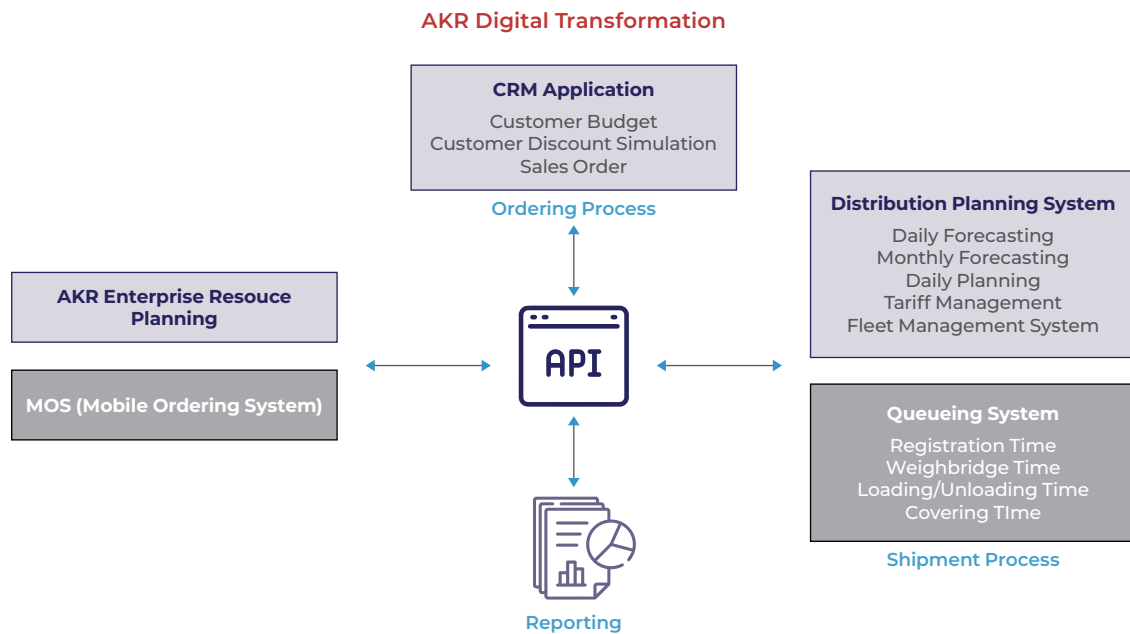 AKR Digital Transformation
CRM Application
Customer Budget
Customer Discount Simulation
Sales Order
Ordering Process
AKR Enterprise Resouce
Planning
MOS (Mobile Ordering System)
API
Distribution Planning System
Daily Forecasting
Monthly Forecasting
Daily Planning
Tariff Management
Fleet Management System
Queueing System
Registration Time
Weighbridge Time
Loading/Unloading Time
Covering TIme
Shipment Process
Reporting